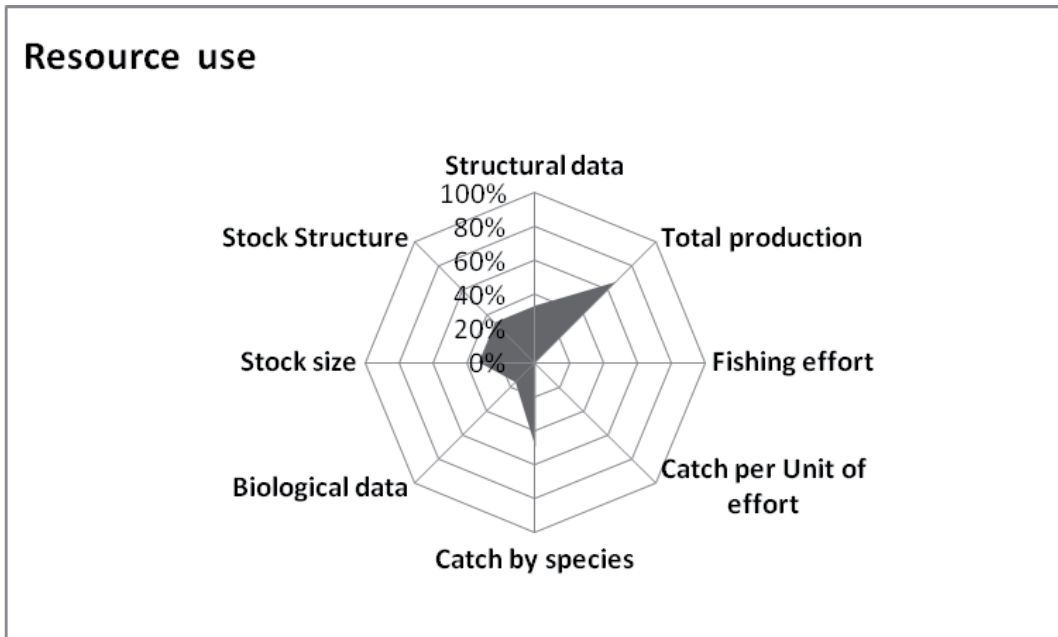 Resource use
Structural data
100%
80%
60%
40%
20%
0%
Total production
Fishing effort
Catch per Unit of
effort
Catch by species
Biological data
Stock size
Stock Structure